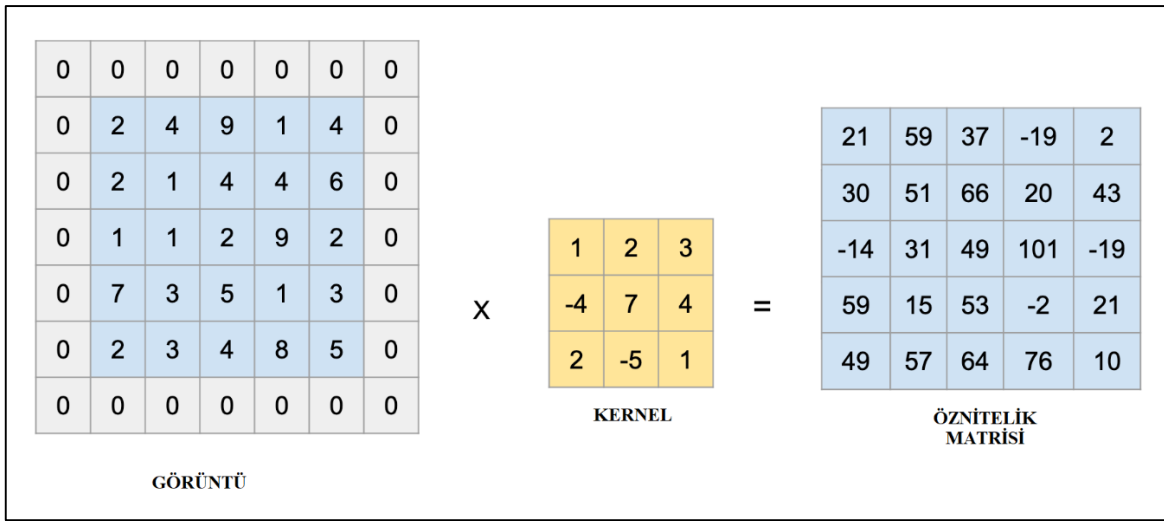 0 0 0 0 0 0 0
0 2 4 9 1 4 0
0 2 1 4 4 6 0
0 1 1 2 9 2 0
0 7 3 5 1 3 0
0 2 3 4 8 5 0
0 0 0 0 0 0 0
GÖRÜNTÜ
x
1 2 3
-4 7 4
2 -5 1
KERNEL
=
21 59 37 -19 2
30 51 66 20 43
-14 31 49 101 -19
59 15 53 -2 21
49 57 64 76 10
ÖZNİTELİK
MATRİSİ